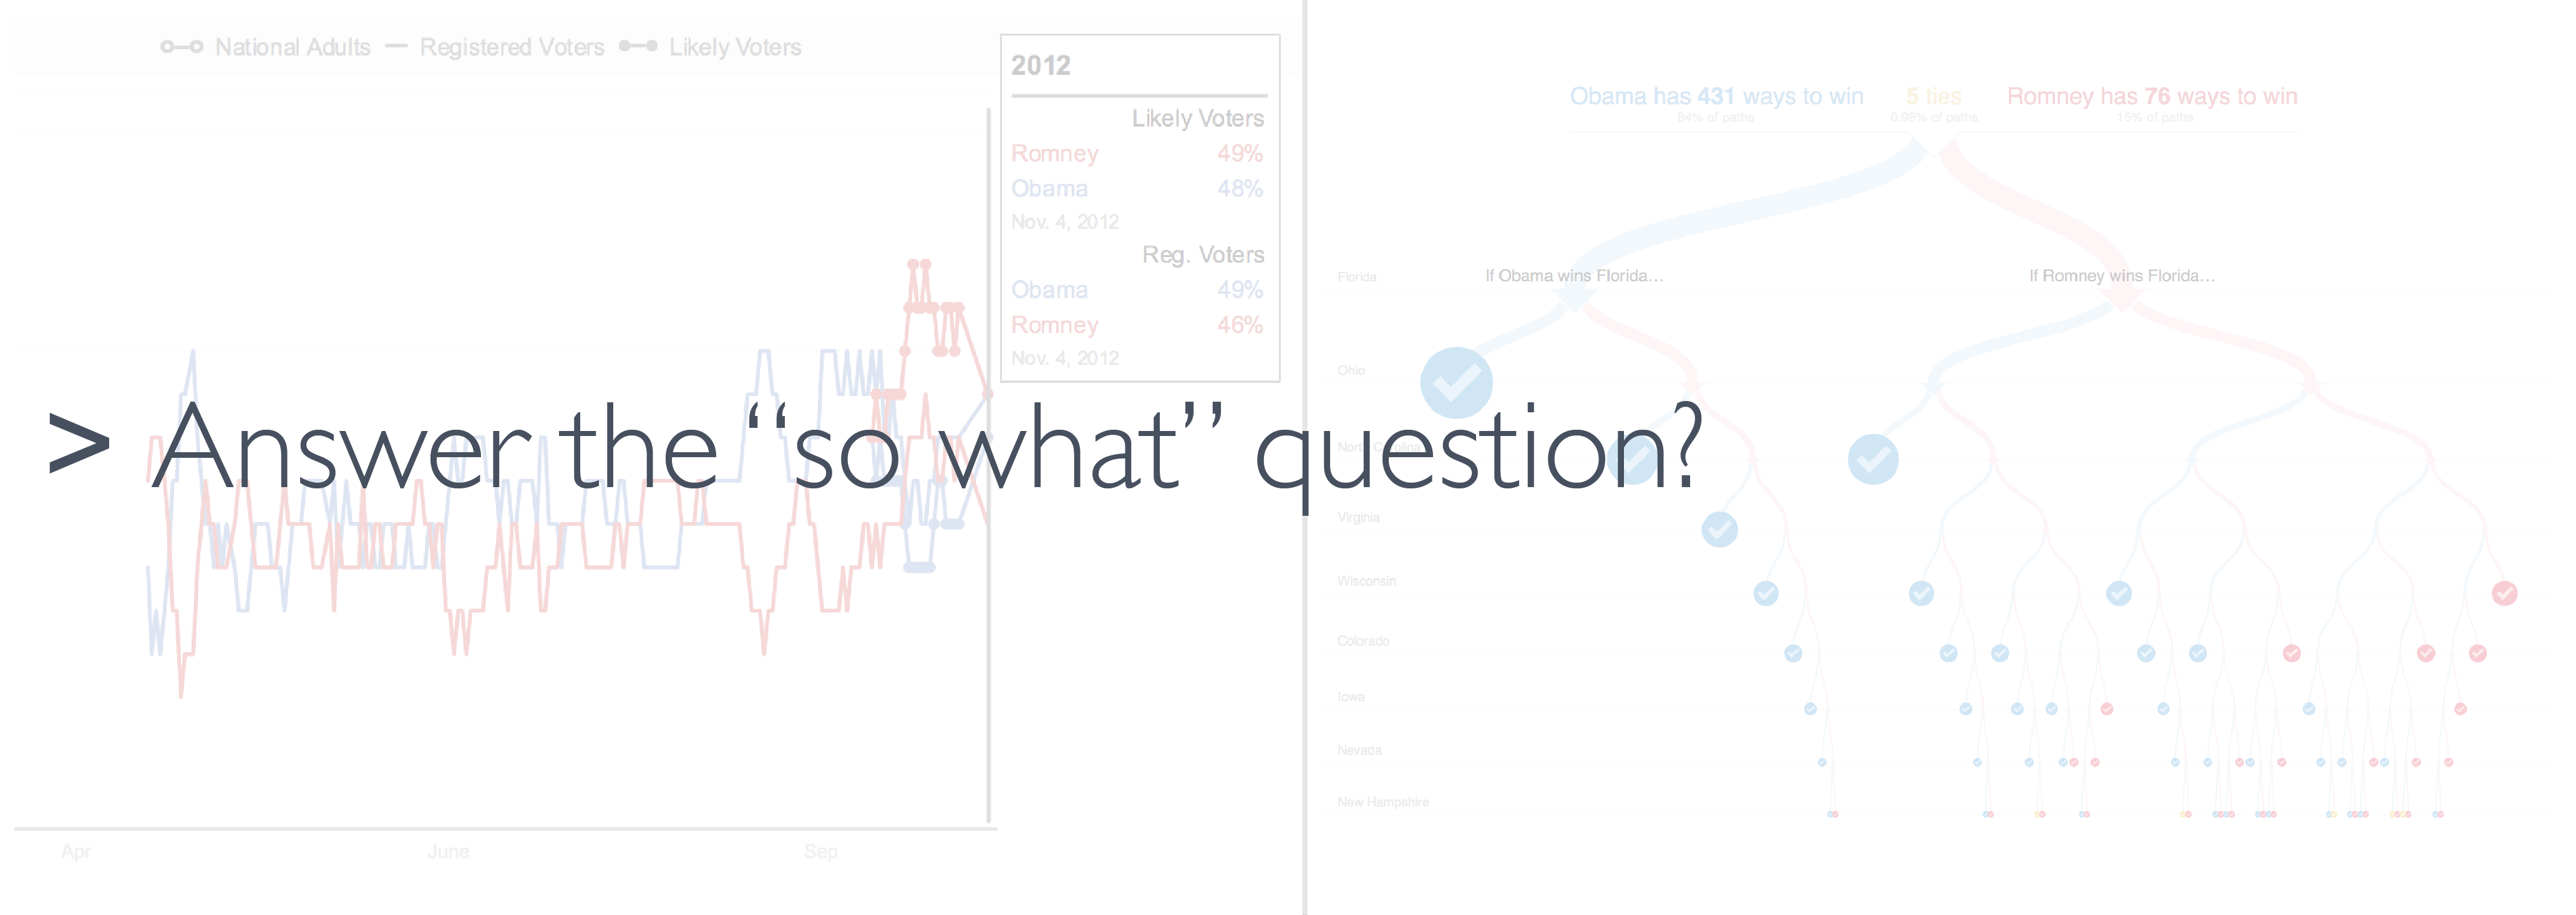 National Adults Registered Voters Likely Voters
2012
Likely Voters
Romney 49%
Obama 48%
Nov. 4, 2012
Reg. Voters
Obama 49%
Romney 46%
Nov. 4, 2012
Apr June Sep
Obama has 431 ways to win 5 ties Romney has 76 ways to win
84% of paths 0.98% of paths 15% of paths
Florida If Obama wins Florida… If Romney wins Florida…
Ohio
> Answer the “so what” question?
North Carolina
Virginia
Wisconsin
Colorado
Iowa
Nevada
New Hampshire